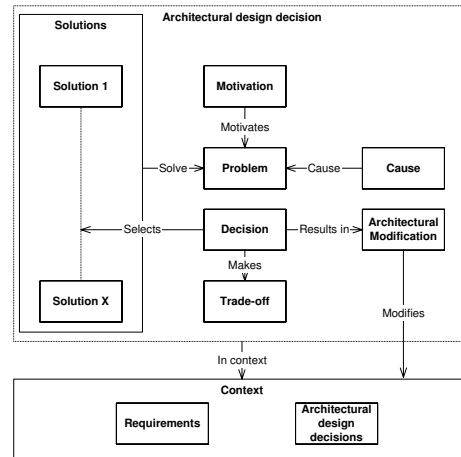 Architectural design decision
Solutions
Solution 1
Motivation
Motivates
Solve
Problem
Cause
Cause
Selects
Decision
Results in
Architectural
Modification
Makes
Solution X
Trade-off
Modifies
In context
Context
Requirements
Architectural
design
decisions